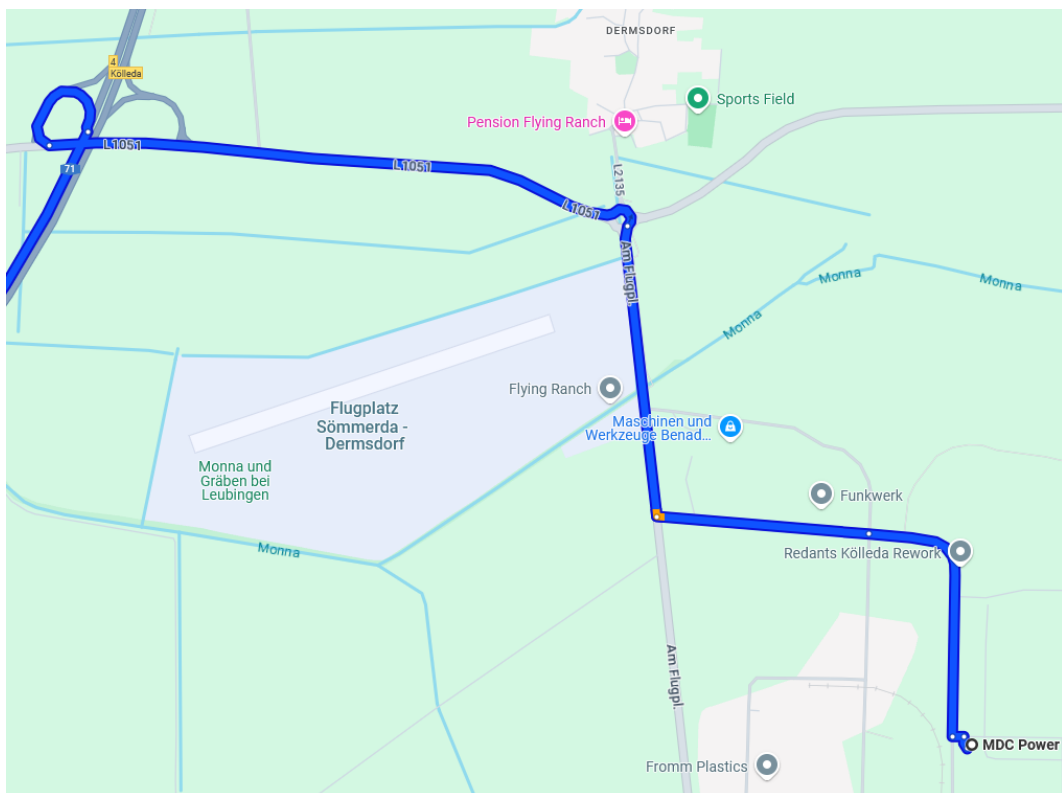 DERMSDORF
4
Kölleda
Sports Field
Pension Flying Ranch
L1051
71
L1051
L2135
L1051
Am Flugpl.
Monna
Monna
Monna
Flying Ranch
Flugplatz
Sömmerda -
Dermsdorf
Maschinen und
Werkzeuge Benad...
Monna und
Gräben bei
Leubingen
Funkwerk
Monna
Redants Kölleda Rework
Am Flugpl.
MDC Power
Fromm Plastics